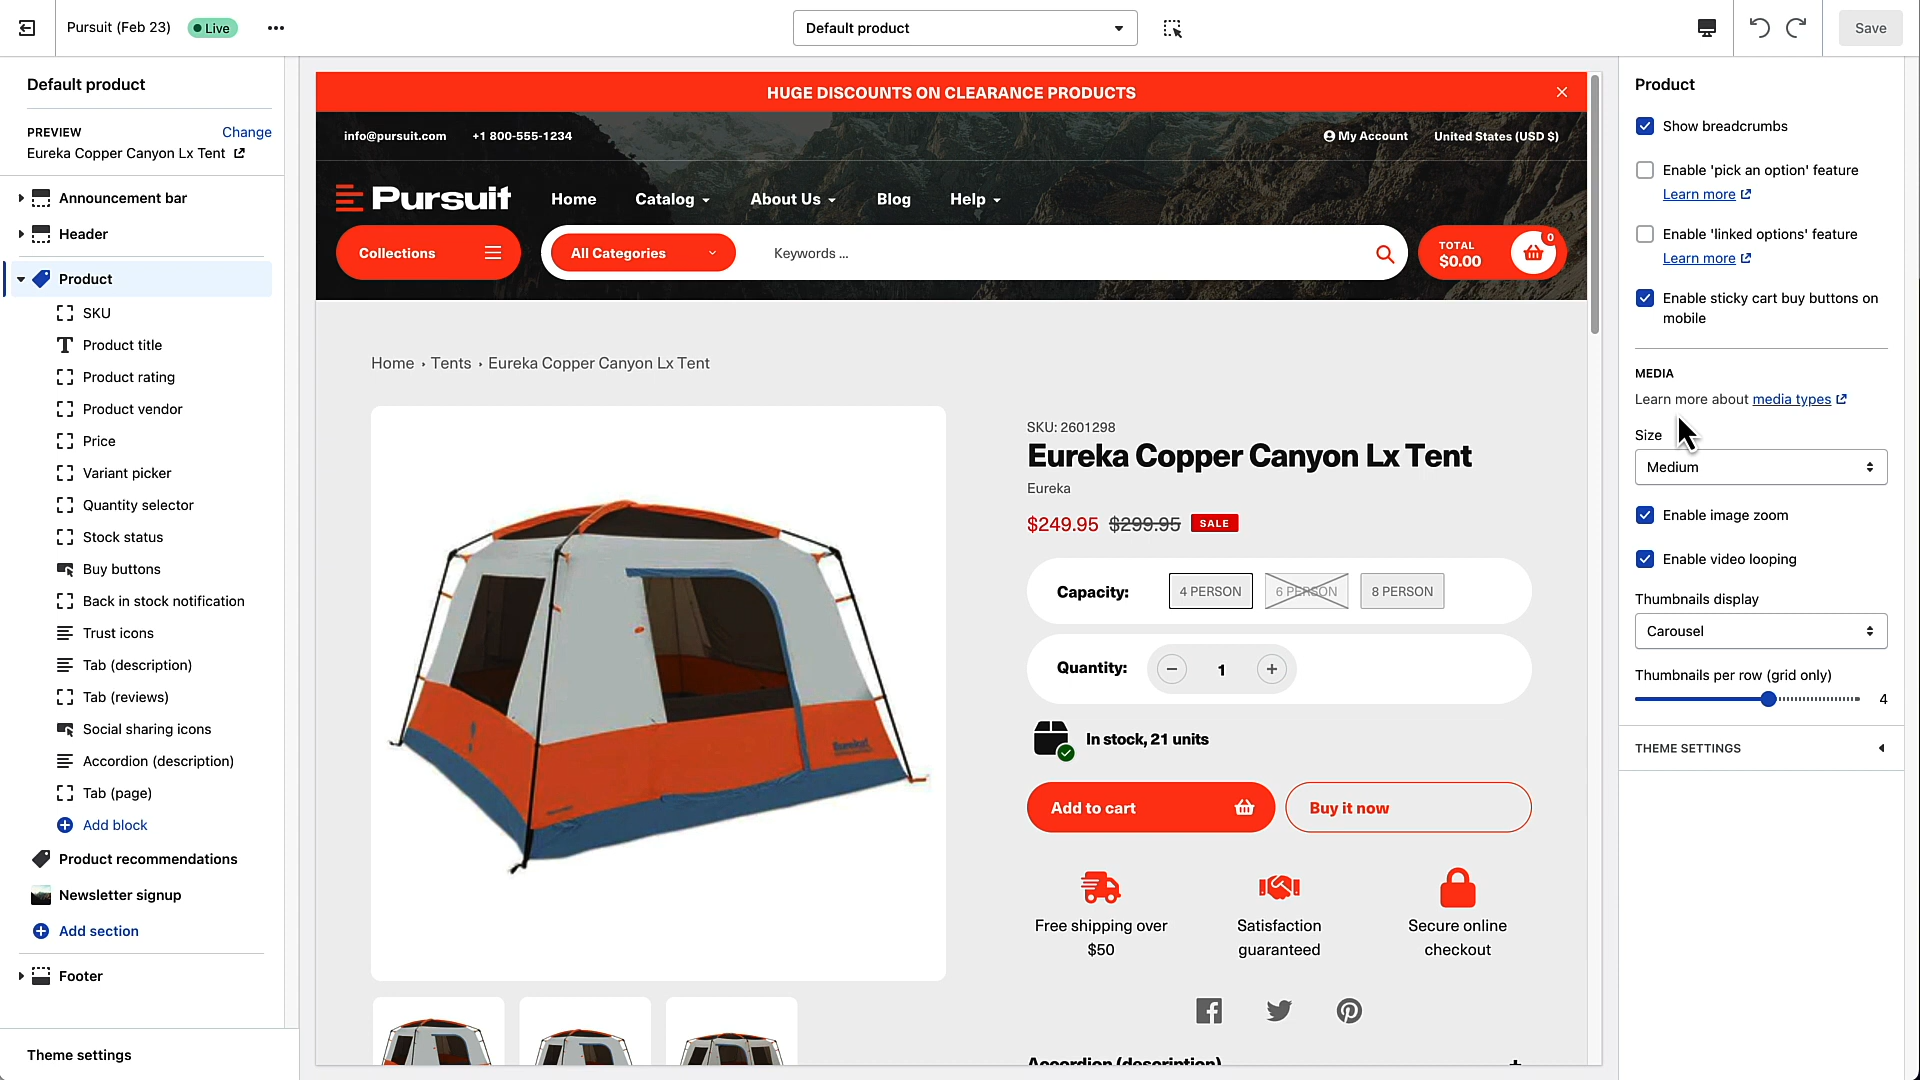 Pursuit (Feb 23)
Live
Default product
Save
Default product
PREVIEW
Change
Eureka Copper Canyon Lx Tent
Announcement bar
Header
Product
SKU
Product title
Product rating
Product vendor
Price
Variant picker
Quantity selector
Stock status
Buy buttons
Back in stock notification
Trust icons
Tab (description)
Tab (reviews)
Social sharing icons
Accordion (description)
Tab (page)
Add block
Product recommendations
Newsletter signup
Add section
Footer
Theme settings
HUGE DISCOUNTS ON CLEARANCE PRODUCTS
info@pursuit.com
+1 800-555-1234
My Account
United States (USD $)
Pursuit
Home
Catalog
About Us
Blog
Help
Collections
All Categories
Keywords ...
TOTAL
$0.00
0
Home › Tents › Eureka Copper Canyon Lx Tent
SKU: 2601298
Eureka Copper Canyon Lx Tent
Eureka
$249.95 $299.95 SALE
Capacity:
4 PERSON
6 PERSON
8 PERSON
Quantity:
1
In stock, 21 units
Add to cart
Buy it now
Free shipping over
$50
Satisfaction
guaranteed
Secure online
checkout
Accordion (description)
Product
Show breadcrumbs
Enable 'pick an option' feature
Learn more
Enable 'linked options' feature
Learn more
Enable sticky cart buy buttons on
mobile
MEDIA
Learn more about media types
Size
Medium
Enable image zoom
Enable video looping
Thumbnails display
Carousel
Thumbnails per row (grid only)
4
THEME SETTINGS